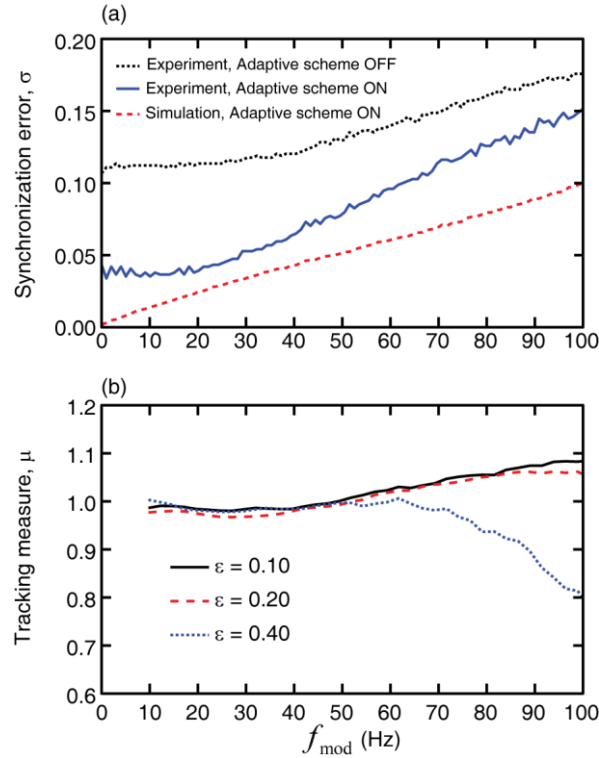 (a)
Synchronization error, σ
0.20
0.15
0.10
0.05
0.00
Experiment, Adaptive scheme OFF
Experiment, Adaptive scheme ON
Simulation, Adaptive scheme ON
0 10 20 30 40 50 60 70 80 90 100
(b)
Tracking measure, μ
1.2
1.1
1.0
0.9
0.8
0.7
0.6
ε = 0.10
ε = 0.20
ε = 0.40
0 10 20 30 40 50 60 70 80 90 100
f_mod (Hz)